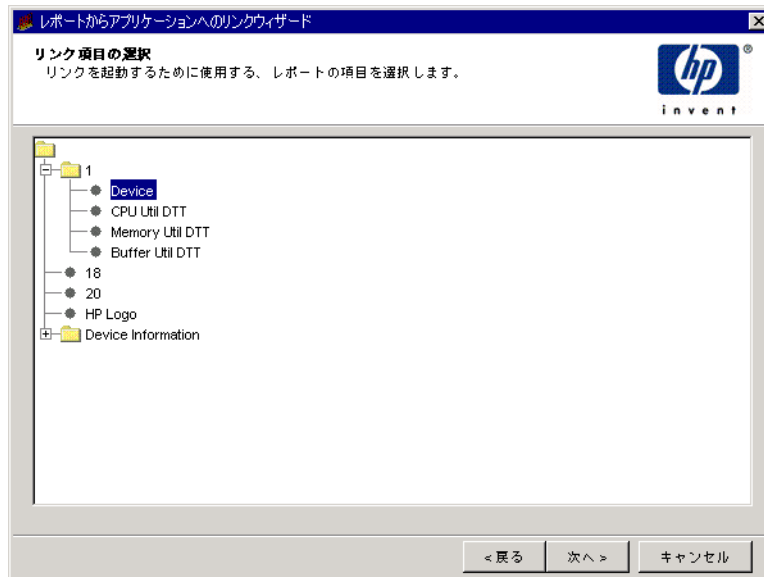 レポートからアプリケーションへのリンクウィザード
リンク項目の選択
リンクを起動するために使用する、レポートの項目を選択します。
hp
®
invent
1
Device
CPU Util DTT
Memory Util DTT
Buffer Util DTT
18
20
HP Logo
Device Information
<戻る
次へ>
キャンセル